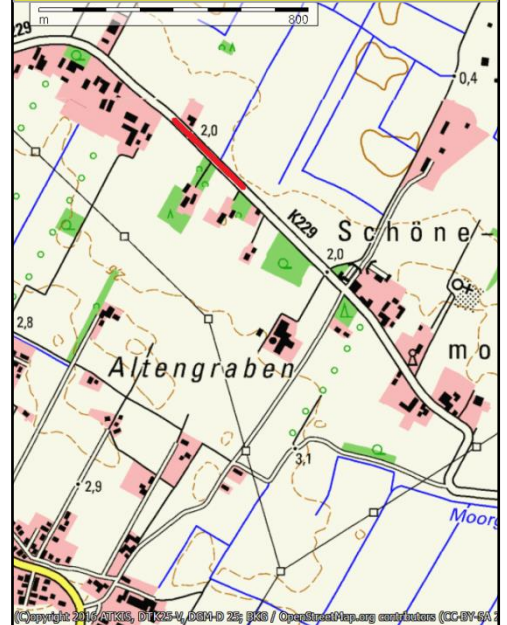 m 800
229
0,4
2,0
K229
Schöne-
2,0
2,8
mo
Altengraben
3,1
2,9
Moorg
(C)opyright 2016 ATKIS, DTK25-V, DGM-D 25; BKG / OpenStreetMap.org contributors (CC-BY-SA 2